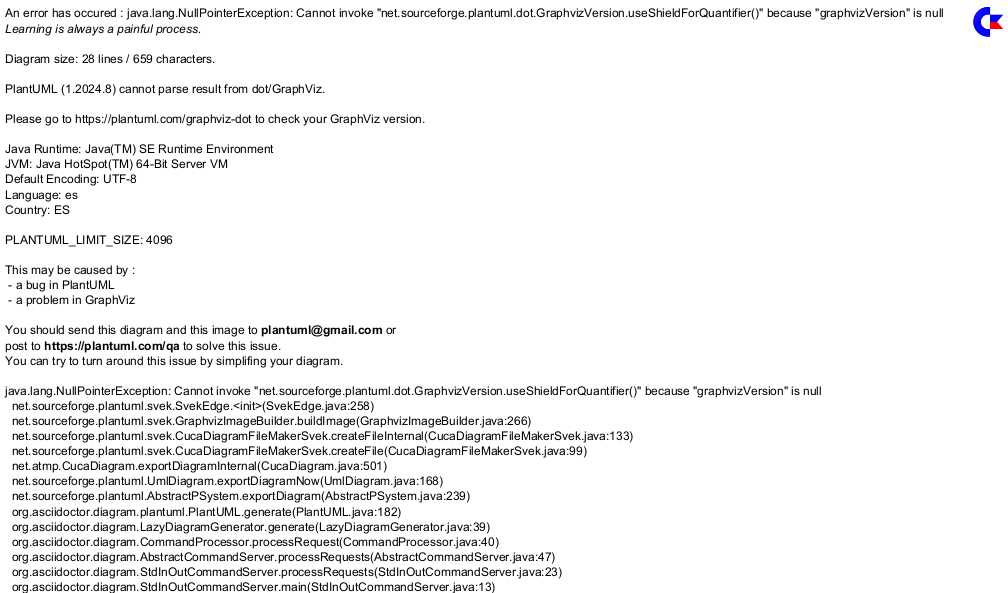 An error has occured : java.lang.NullPointerException: Cannot invoke "net.sourceforge.plantuml.dot.GraphvizVersion.useShieldForQuantifier()" because "graphvizVersion" is null
Learning is always a painful process.
Diagram size: 28 lines / 659 characters.
PlantUML (1.2024.8) cannot parse result from dot/GraphViz.
Please go to https://plantuml.com/graphviz-dot to check your GraphViz version.
Java Runtime: Java(TM) SE Runtime Environment
JVM: Java HotSpot(TM) 64-Bit Server VM
Default Encoding: UTF-8
Language: es
Country: ES
PLANTUML_LIMIT_SIZE: 4096
This may be caused by :
- a bug in PlantUML
- a problem in GraphViz
You should send this diagram and this image to plantuml@gmail.com or
post to https://plantuml.com/qa to solve this issue.
You can try to turn around this issue by simplifing your diagram.
java.lang.NullPointerException: Cannot invoke "net.sourceforge.plantuml.dot.GraphvizVersion.useShieldForQuantifier()" because "graphvizVersion" is null
net.sourceforge.plantuml.svek.SvekEdge.<init>(SvekEdge.java:258)
net.sourceforge.plantuml.svek.GraphvizImageBuilder.buildImage(GraphvizImageBuilder.java:266)
net.sourceforge.plantuml.svek.CucaDiagramFileMakerSvek.createFileInternal(CucaDiagramFileMakerSvek.java:133)
net.sourceforge.plantuml.svek.CucaDiagramFileMakerSvek.createFile(CucaDiagramFileMakerSvek.java:99)
net.atmp.CucaDiagram.exportDiagramInternal(CucaDiagram.java:501)
net.sourceforge.plantuml.UmlDiagram.exportDiagramNow(UmlDiagram.java:168)
net.sourceforge.plantuml.AbstractPSystem.exportDiagram(AbstractPSystem.java:239)
org.asciidoctor.diagram.plantuml.PlantUML.generate(PlantUML.java:182)
org.asciidoctor.diagram.LazyDiagramGenerator.generate(LazyDiagramGenerator.java:39)
org.asciidoctor.diagram.CommandProcessor.processRequest(CommandProcessor.java:40)
org.asciidoctor.diagram.AbstractCommandServer.processRequests(AbstractCommandServer.java:47)
org.asciidoctor.diagram.StdInOutCommandServer.processRequests(StdInOutCommandServer.java:23)
org.asciidoctor.diagram.StdInOutCommandServer.main(StdInOutCommandServer.java:13)